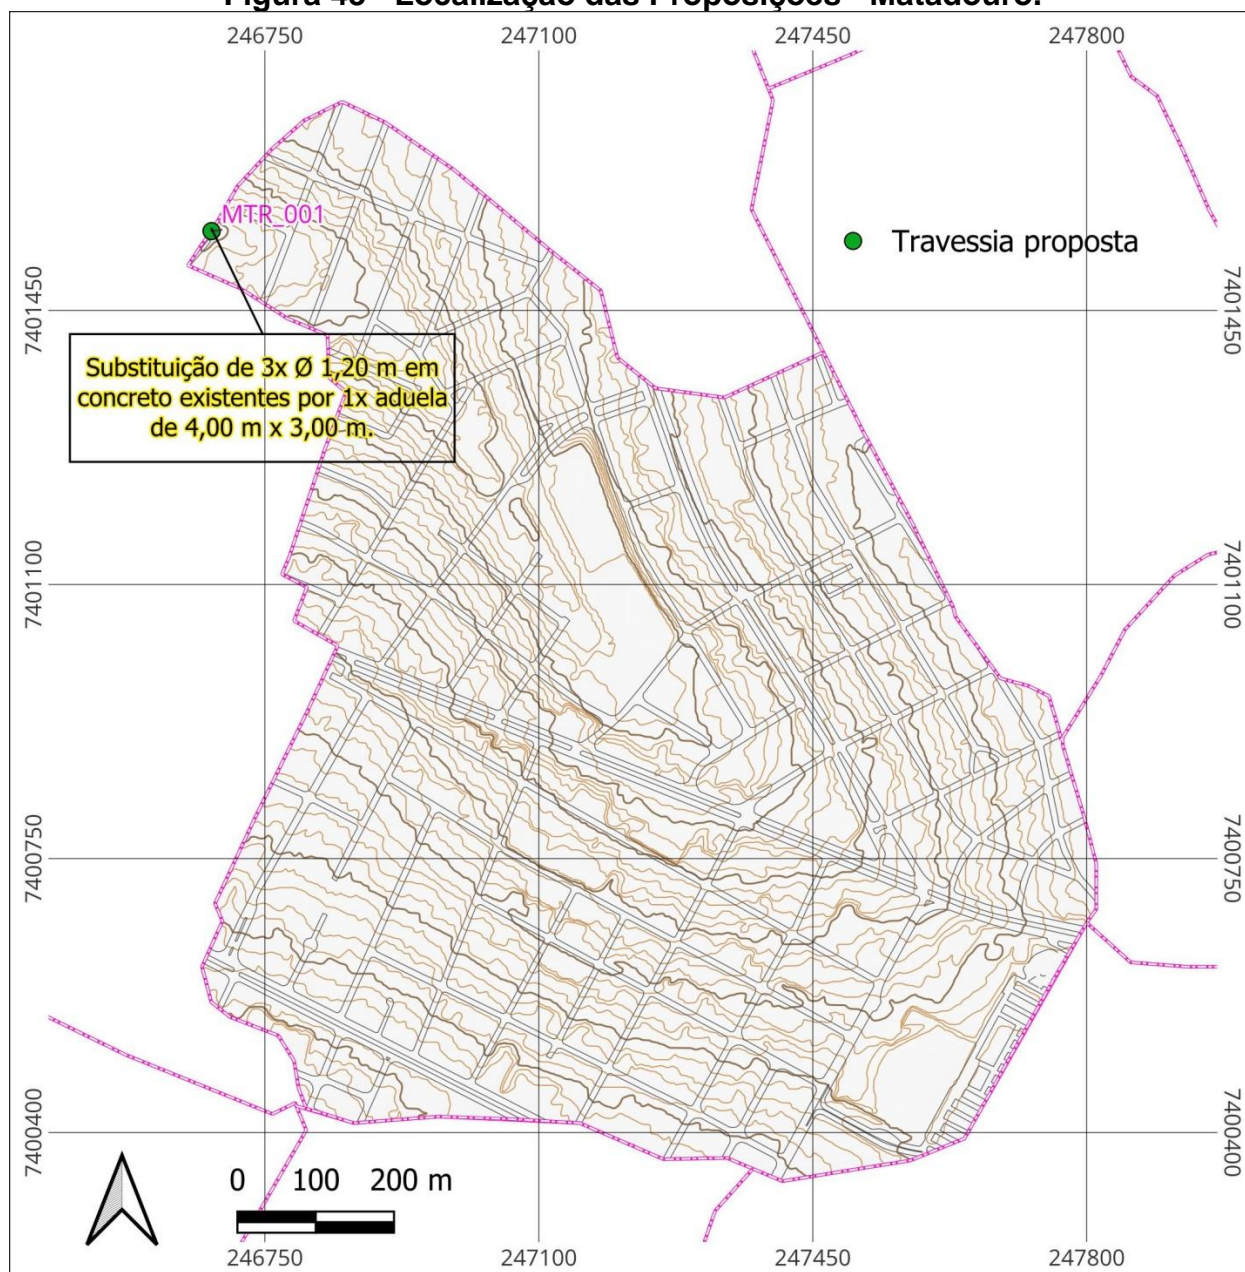 Figura 46 - Localização das Proposições - Matadouro.
246750 247100 247450 247800
MTR_001
Travessia proposta
7401450 7401450
Substituição de 3x Ø 1,20 m em
concreto existentes por 1x aduela
de 4,00 m x 3,00 m.
7401100 7401100
7400750 7400750
7400400 7400400
0 100 200 m
246750 247100 247450 247800